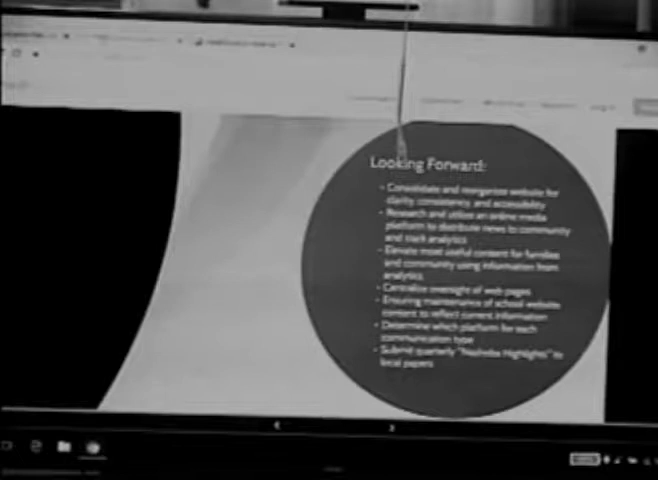 Looking Forward:
- Consolidate and reorganize website for
clarity, consistency, and accessibility
- Research and utilize an online media
platform to distribute news to community
and track analytics
- Elevate most useful content for families
and community using information from
analytics
- Centralize oversight of web pages
- Ensuring maintenance of school website
content to reflect current information
- Determine which platform for each
communication type
- Submit quarterly "Nashoba Highlights" to
local papers